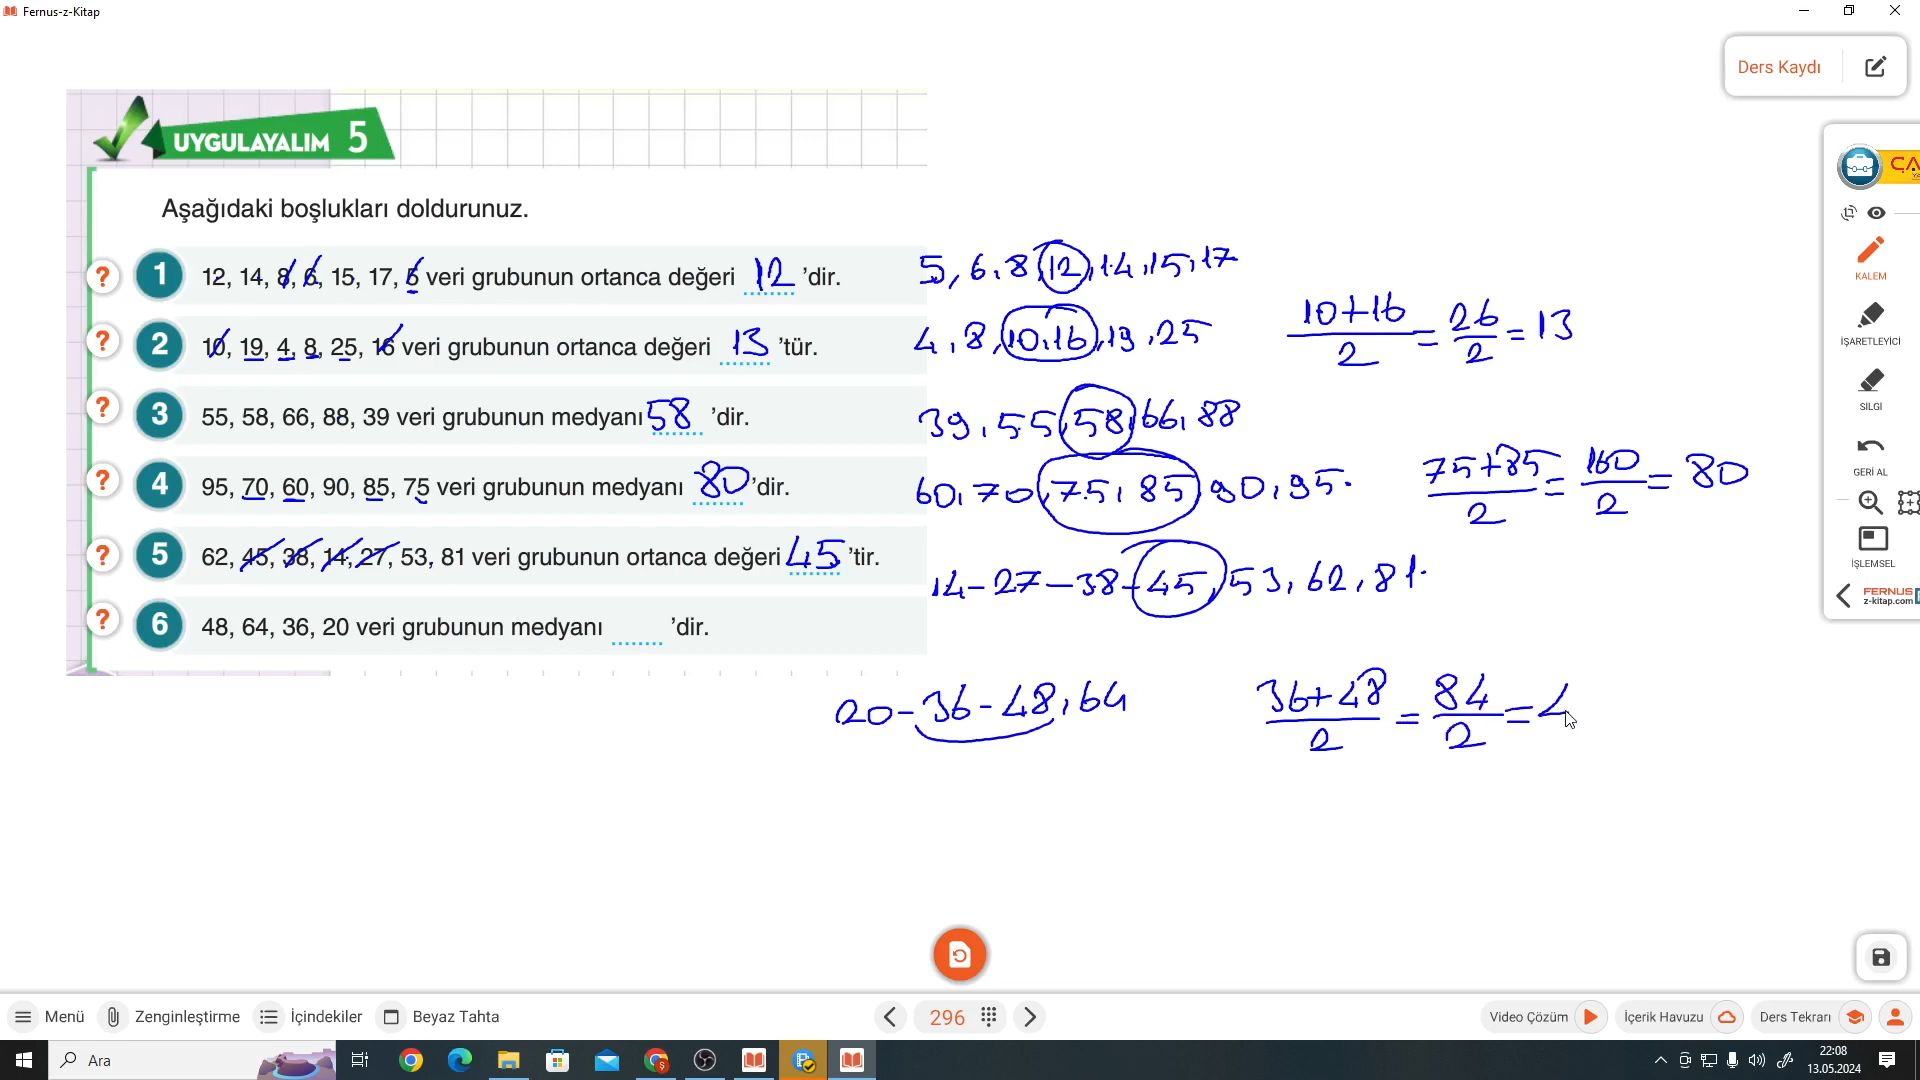 Fernus-z-Kitap
Ders Kaydı
UYGULAYALIM 5
Aşağıdaki boşlukları doldurunuz.
? 1 12, 14, 8, 6, 15, 17, 5 veri grubunun ortanca değeri 12 'dir.
5, 6, 8, 12, 14, 15, 17
? 2 10, 19, 4, 8, 25, 16 veri grubunun ortanca değeri 13 'tür.
4, 8, 10, 16, 19, 25
10+16 / 2 = 26 / 2 = 13
? 3 55, 58, 66, 88, 39 veri grubunun medyanı 58 'dir.
39, 55, 58, 66, 88
? 4 95, 70, 60, 90, 85, 75 veri grubunun medyanı 80 'dir.
60, 70, 75, 85, 90, 95.
75+85 / 2 = 160 / 2 = 80
? 5 62, 45, 38, 14, 27, 53, 81 veri grubunun ortanca değeri 45 'tir.
14-27-38-45, 53, 62, 81.
? 6 48, 64, 36, 20 veri grubunun medyanı ........ 'dir.
20-36-48, 64
36+48 / 2 = 84 / 2 = 4
KALEM
İŞARETLEYİCİ
SİLGİ
GERİ AL
İŞLEMSEL
FERNUS
z-kitap.com
Menü
Zenginleştirme
İçindekiler
Beyaz Tahta
296
Video Çözüm
İçerik Havuzu
Ders Tekrarı
Ara
22:08
13.05.2024